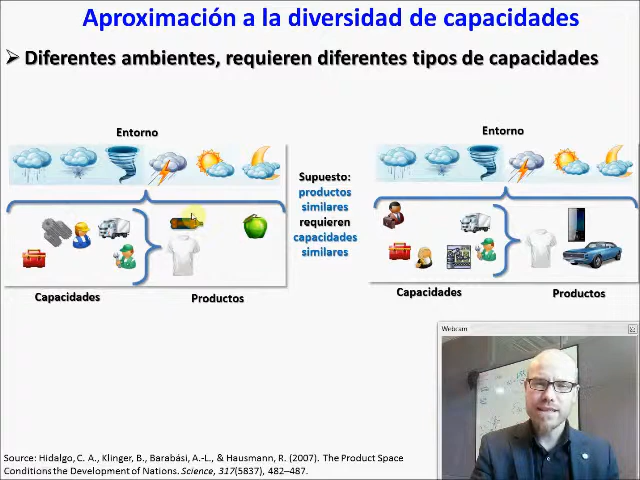 Aproximación a la diversidad de capacidades
Diferentes ambientes, requieren diferentes tipos de capacidades
Entorno
Capacidades
Productos
Supuesto:
productos
similares
requieren
capacidades
similares
Entorno
Capacidades
Productos
Webcam
Source: Hidalgo, C. A., Klinger, B., Barabási, A.-L., & Hausmann, R. (2007). The Product Space
Conditions the Development of Nations. Science, 317(5837), 482–487.